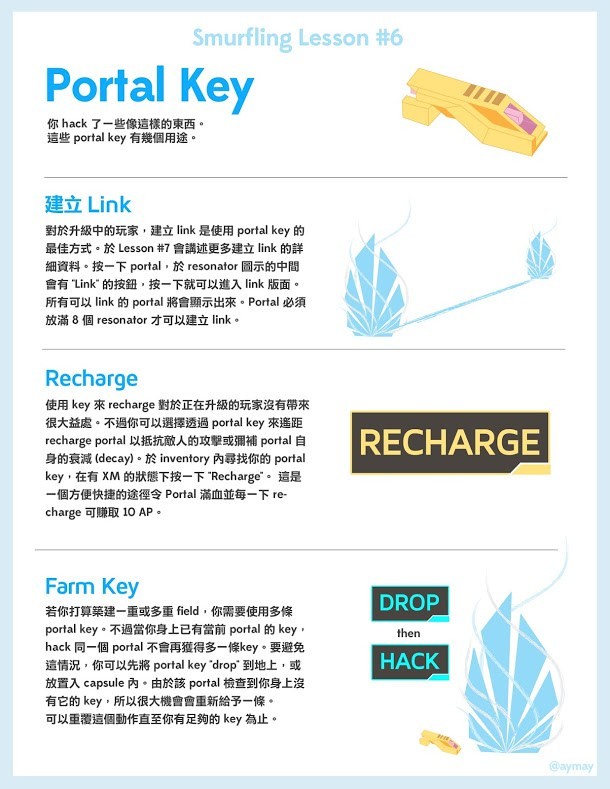 Smurfling Lesson #6
Portal Key
你 hack 了一些像這樣的東西。
這些 portal key 有幾個用途。
建立 Link
對於升級中的玩家，建立 link 是使用 portal key 的
最佳方式。於 Lesson #7 會講述更多建立 link 的詳
細資料。按一下 portal，於 resonator 圖示的中間
會有 "Link" 的按鈕，按一下就可以進入 link 版面。
所有可以 link 的 portal 將會顯示出來。Portal 必須
放滿 8 個 resonator 才可以建立 link。
Recharge
使用 key 來 recharge 對於正在升級的玩家沒有帶來
很大益處。不過你可以選擇透過 portal key 來遙距
recharge portal 以抵抗敵人的攻擊或彌補 portal 自
身的衰減 (decay)。於 inventory 內尋找你的 portal
key，在有 XM 的狀態下按一下 "Recharge"。 這是
一個方便快捷的途徑令 Portal 滿血並每一下 re-
charge 可賺取 10 AP。
RECHARGE
Farm Key
若你打算築建一重或多重 field，你需要使用多條
portal key。不過當你身上已有當前 portal 的 key，
hack 同一個 portal 不會再獲得多一條key。要避免
這情況，你可以先將 portal key "drop" 到地上，或
放置入 capsule 內。由於該 portal 檢查到你身上沒
有它的 key，所以很大機會會重新給予一條。
可以重覆這個動作直至你有足夠的 key 為止。
DROP
then
HACK
@aymay